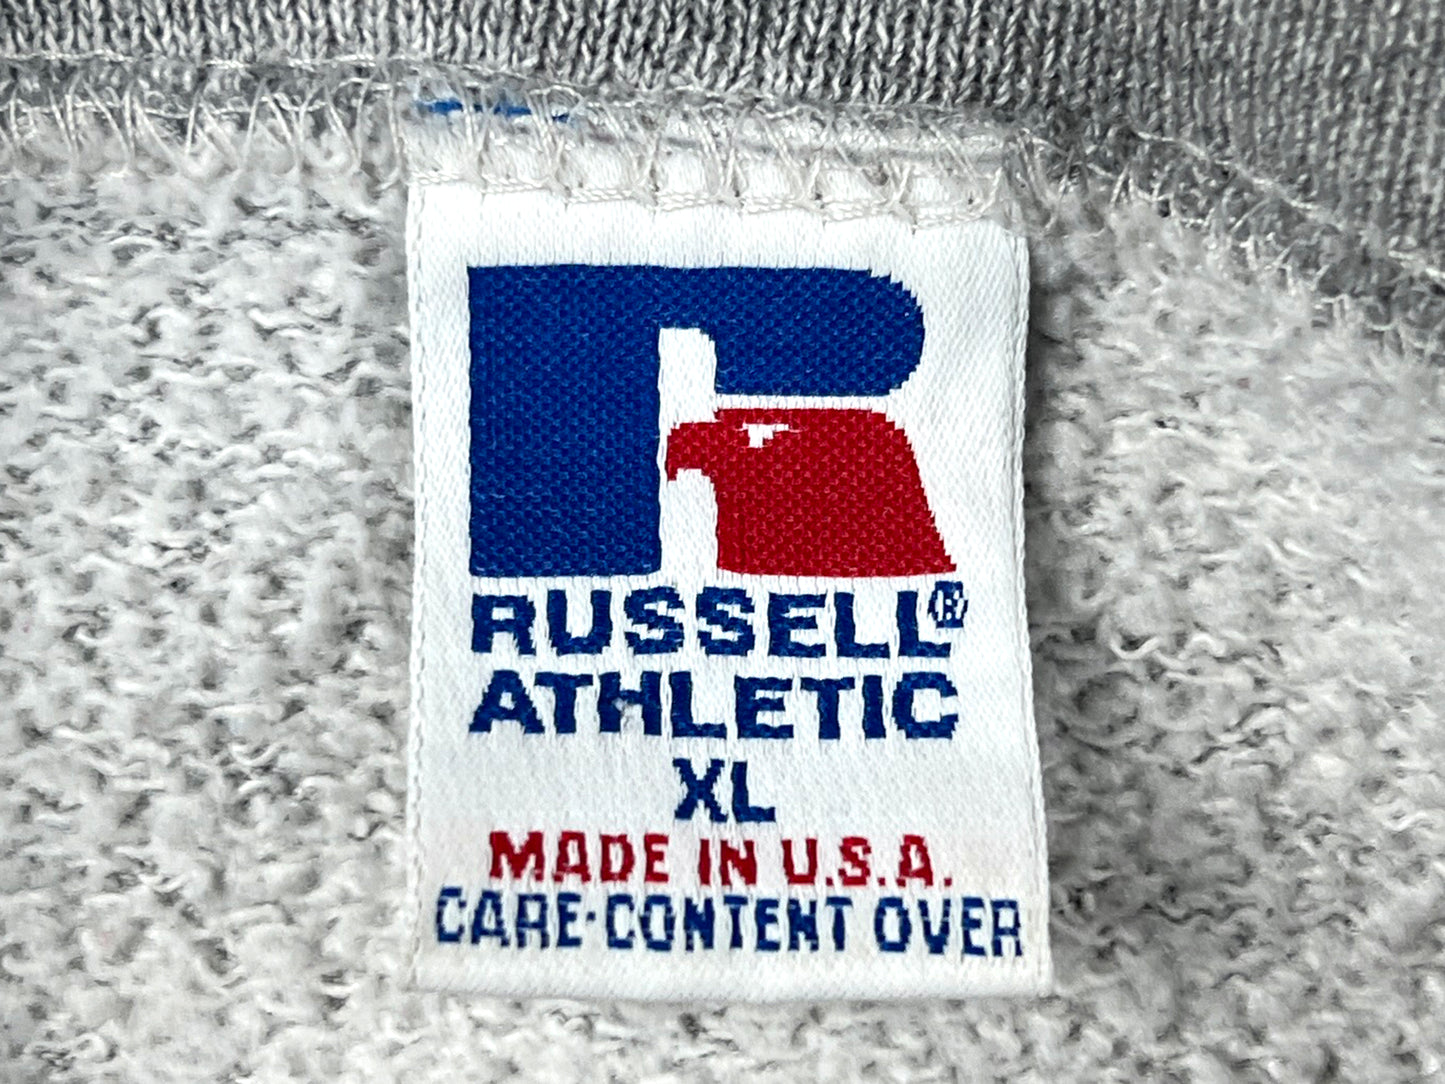 RUSSELL®
ATHLETIC
XL
MADE IN U.S.A.
CARE·CONTENT OVER